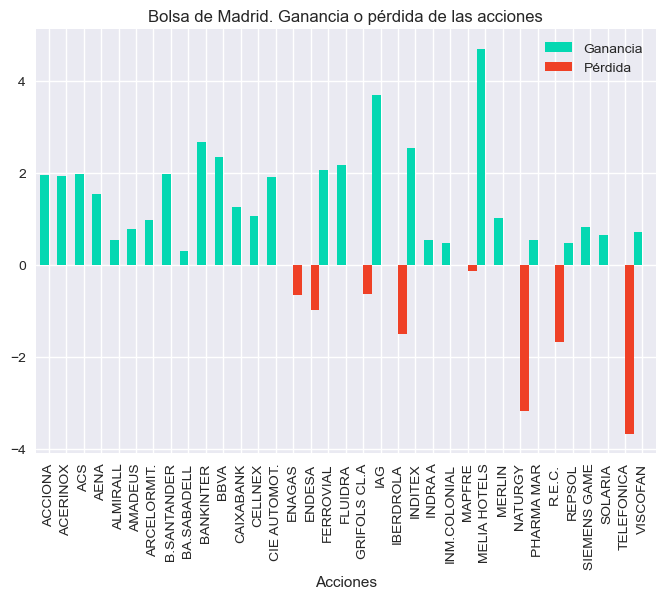 Bolsa de Madrid. Ganancia o pérdida de las acciones
Ganancia
Pérdida
4
2
0
−2
−4
ACCIONA
ACERINOX
ACS
AENA
ALMIRALL
AMADEUS
ARCELORMIT.
B.SANTANDER
BA.SABADELL
BANKINTER
BBVA
CAIXABANK
CELLNEX
CIE AUTOMOT.
ENAGAS
ENDESA
FERROVIAL
FLUIDRA
GRIFOLS CL.A
IAG
IBERDROLA
INDITEX
INDRA A
INM.COLONIAL
MAPFRE
MELIA HOTELS
MERLIN
NATURGY
PHARMA MAR
R.E.C.
REPSOL
SIEMENS GAME
SOLARIA
TELEFONICA
VISCOFAN
Acciones